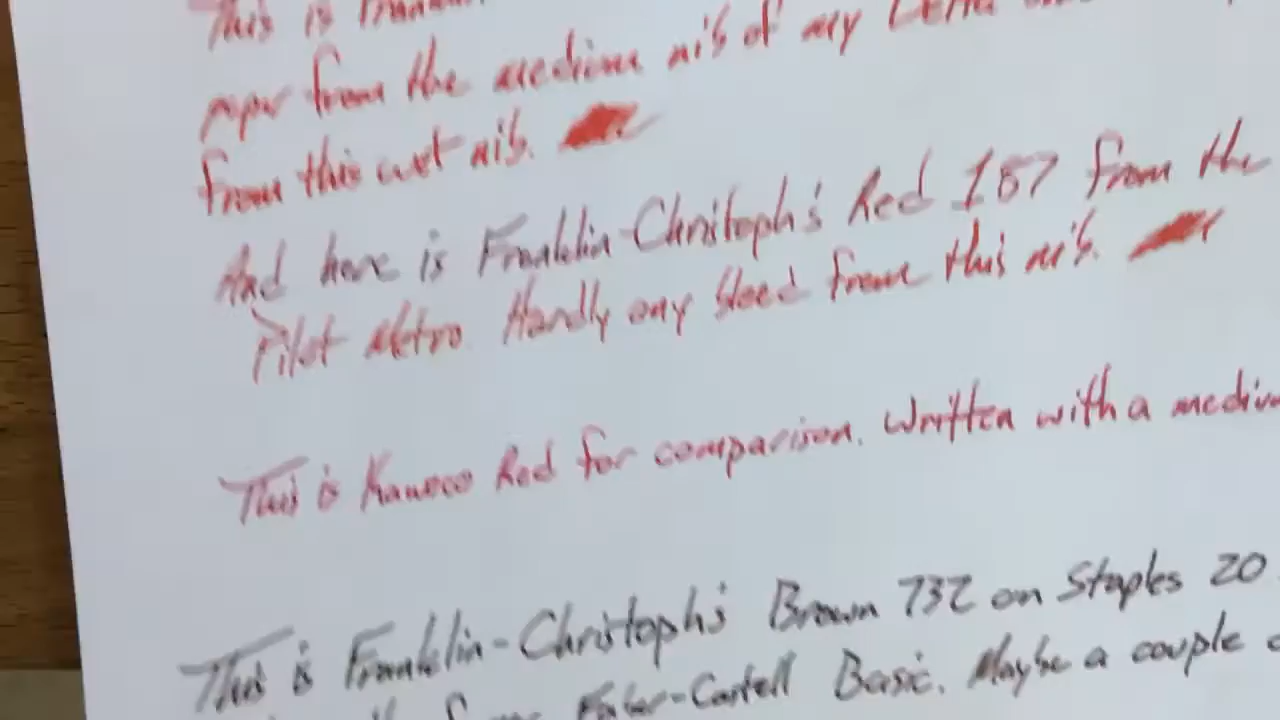 This is
paper from the medium nib of my
from this wet nib.
And here is Franklin-Christoph's Red 187 from the
Pilot Metro. Hardly any bleed from this nib.
This is Kaweco Red for comparison. Written with a
This is Franklin-Christoph's Brown 732 on Staples 20
Faber-Castell Basic. Maybe a couple